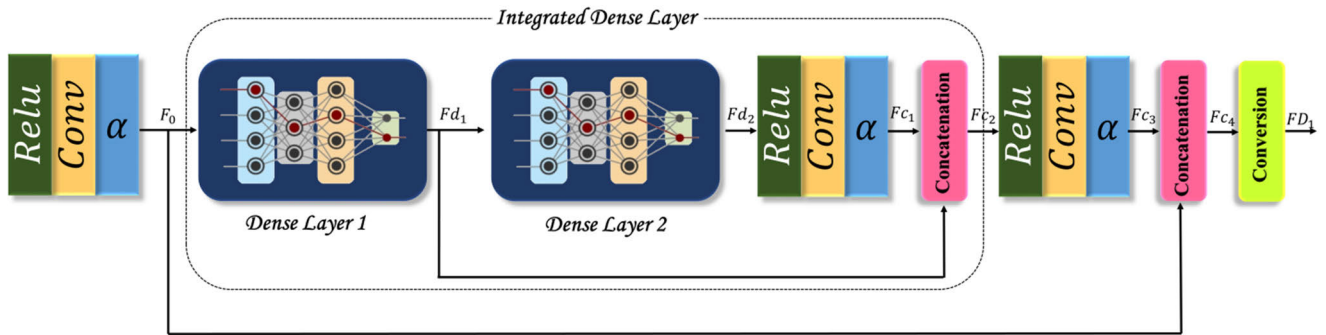 Integrated Dense Layer
Relu
Conv
α
F₀
Dense Layer 1
Fd₁
Dense Layer 2
Fd₂
Relu
Conv
α
Fc₁
Concatenation
Fc₂
Relu
Conv
α
Fc₃
Concatenation
Fc₄
Conversion
FD₁